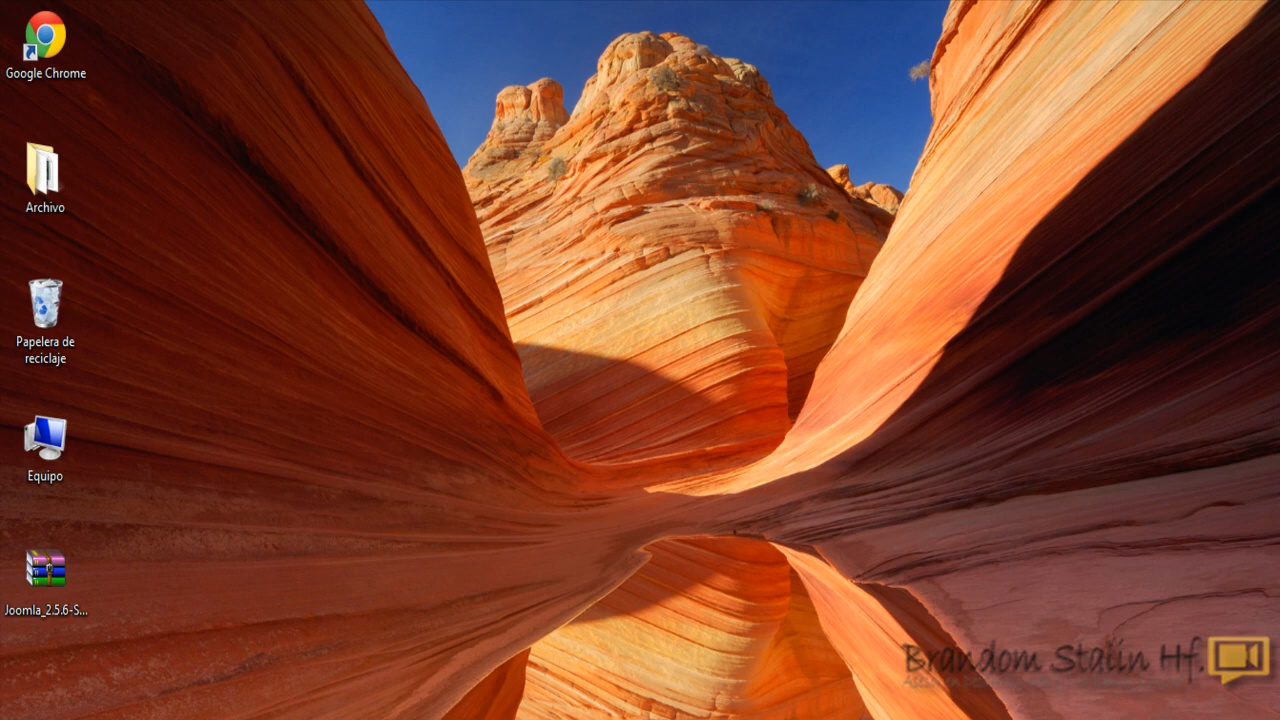 Google Chrome
Archivo
Papelera de
reciclaje
Equipo
Joomla_2.5.6-S...
Brandom Stalin Hf.